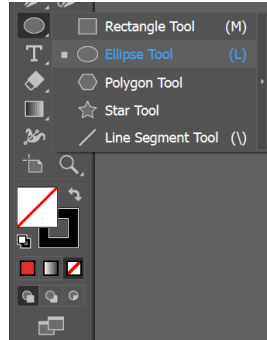 Rectangle Tool (M)
Ellipse Tool (L)
Polygon Tool
Star Tool
Line Segment Tool (\)